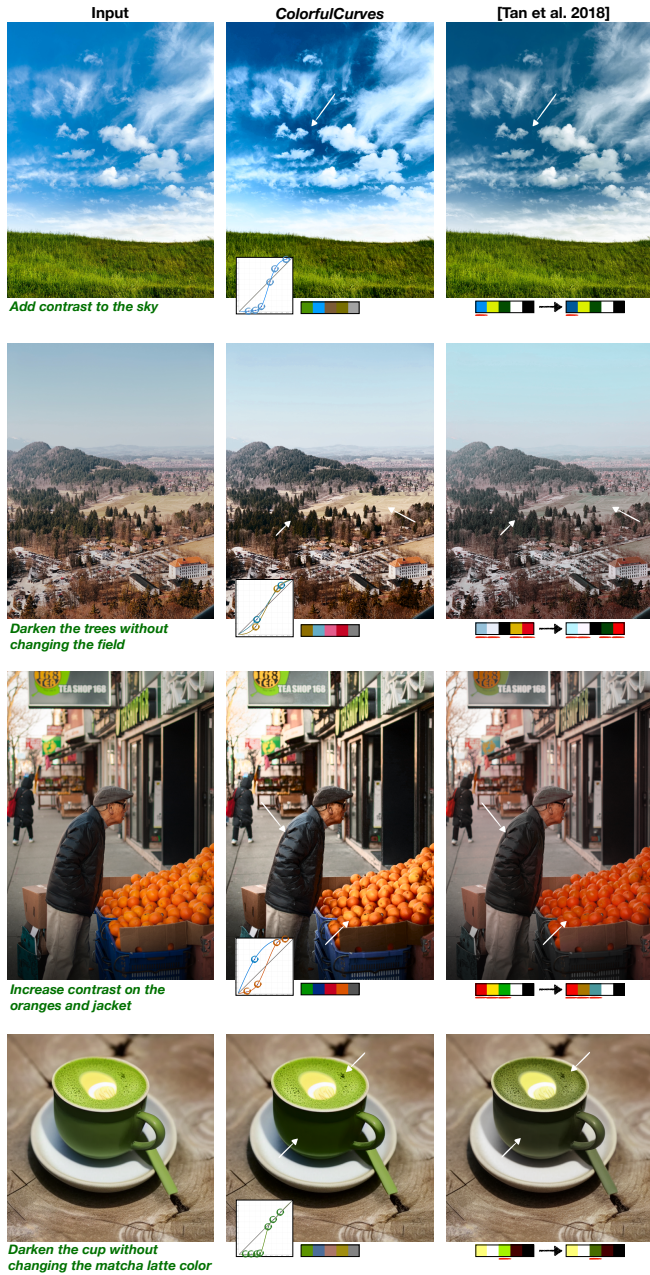 Input
ColorfulCurves
[Tan et al. 2018]
Add contrast to the sky
Darken the trees without
changing the field
TEA SHOP 168
TEA SHOP 168
TEA SHOP 168
Increase contrast on the
oranges and jacket
Darken the cup without
changing the matcha latte color